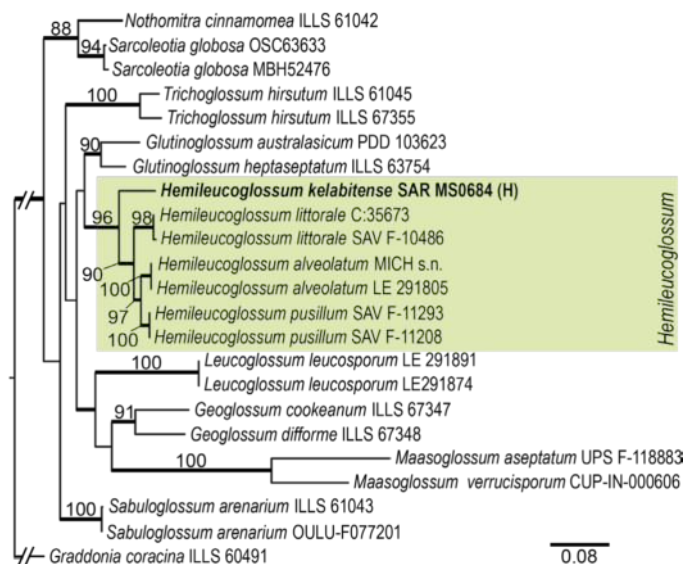 Nothomitra cinnamomea ILLS 61042
88
94 Sarcoleotia globosa OSC63633
Sarcoleotia globosa MBH52476
100 Trichoglossum hirsutum ILLS 61045
Trichoglossum hirsutum ILLS 67355
90 Glutinoglossum australasicum PDD 103623
Glutinoglossum heptaseptatum ILLS 63754
Hemileucoglossum kelabitense SAR MS0684 (H)
96 98 Hemileucoglossum littorale C:35673
Hemileucoglossum littorale SAV F-10486
90 Hemileucoglossum alveolatum MICH s.n.
100 Hemileucoglossum alveolatum LE 291805
97 Hemileucoglossum pusillum SAV F-11293
100 Hemileucoglossum pusillum SAV F-11208
Hemileucoglossum
100 Leucoglossum leucosporum LE 291891
Leucoglossum leucosporum LE291874
91 Geoglossum cookeanum ILLS 67347
Geoglossum difforme ILLS 67348
100 Maasoglossum aseptatum UPS F-118883
Maasoglossum verrucisporum CUP-IN-000606
100 Sabuloglossum arenarium ILLS 61043
Sabuloglossum arenarium OULU-F077201
Graddonia coracina ILLS 60491
0.08